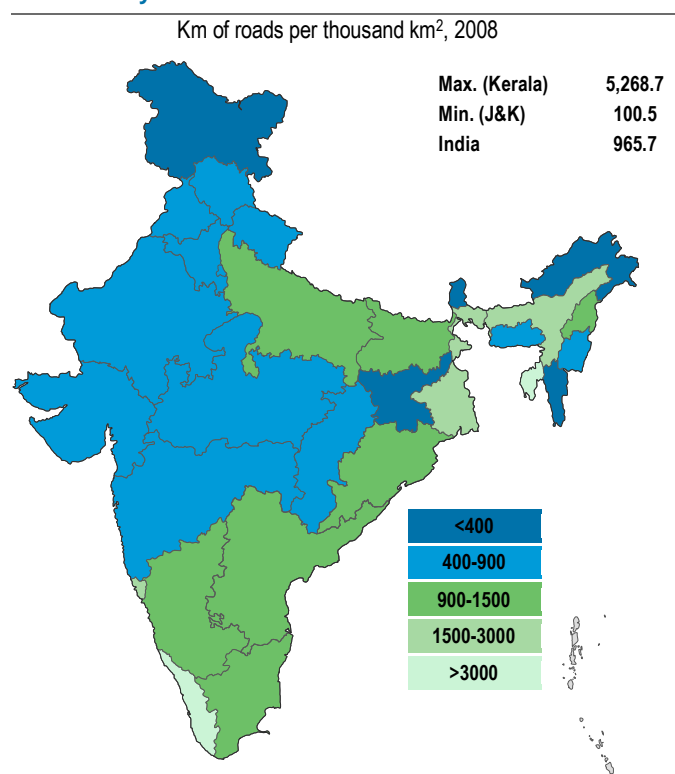 Km of roads per thousand km², 2008
Max. (Kerala) 5,268.7
Min. (J&K) 100.5
India 965.7
<400
400-900
900-1500
1500-3000
>3000